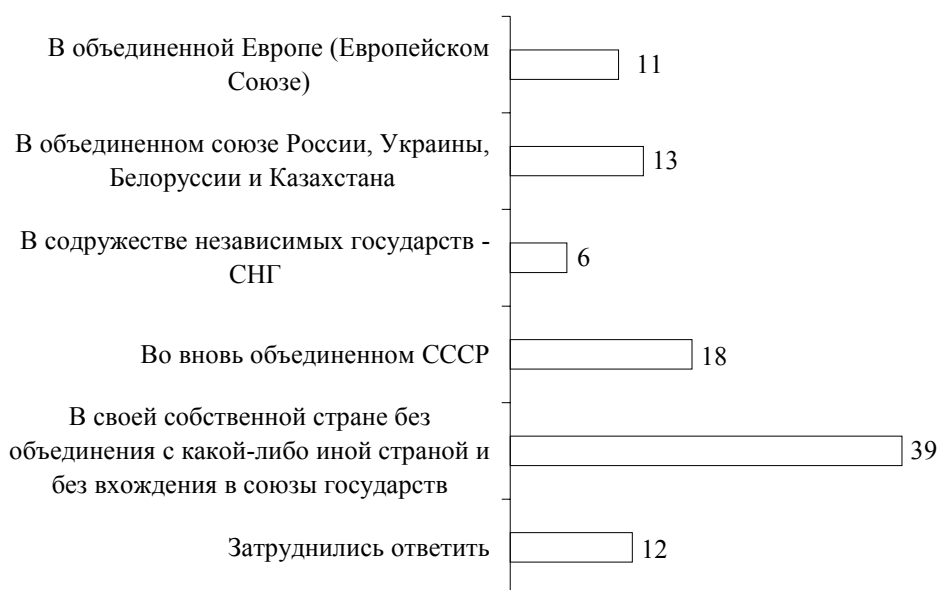 В объединенной Европе (Европейском
Союзе)
11
В объединенном союзе России, Украины,
Белоруссии и Казахстана
13
В содружестве независимых государств -
СНГ
6
Во вновь объединенном СССР
18
В своей собственной стране без
объединения с какой-либо иной страной и
без вхождения в союзы государств
39
Затруднились ответить
12